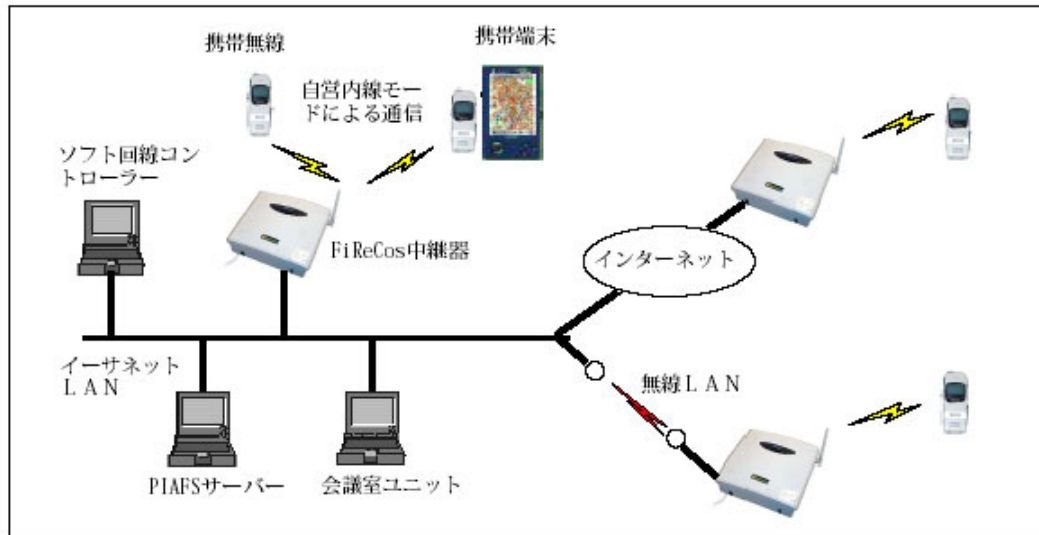 携帯無線
携帯端末
自営内線モー
ドによる通信
ソフト回線コン
トローラー
FiReCos中継器
インターネット
イーサネット
ＬＡＮ
無線ＬＡＮ
PIAFSサーバー
会議室ユニット